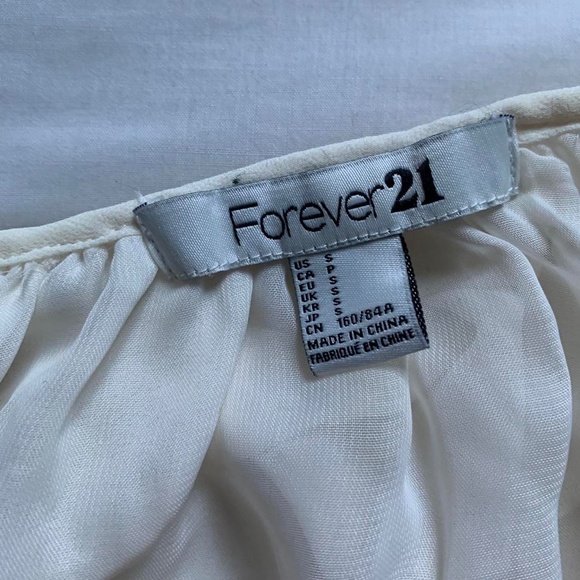 Forever21
US S
CA P
EU S
UK S
KR S
JP S
CN 160/84A
MADE IN CHINA
FABRIQUÉ EN CHINE